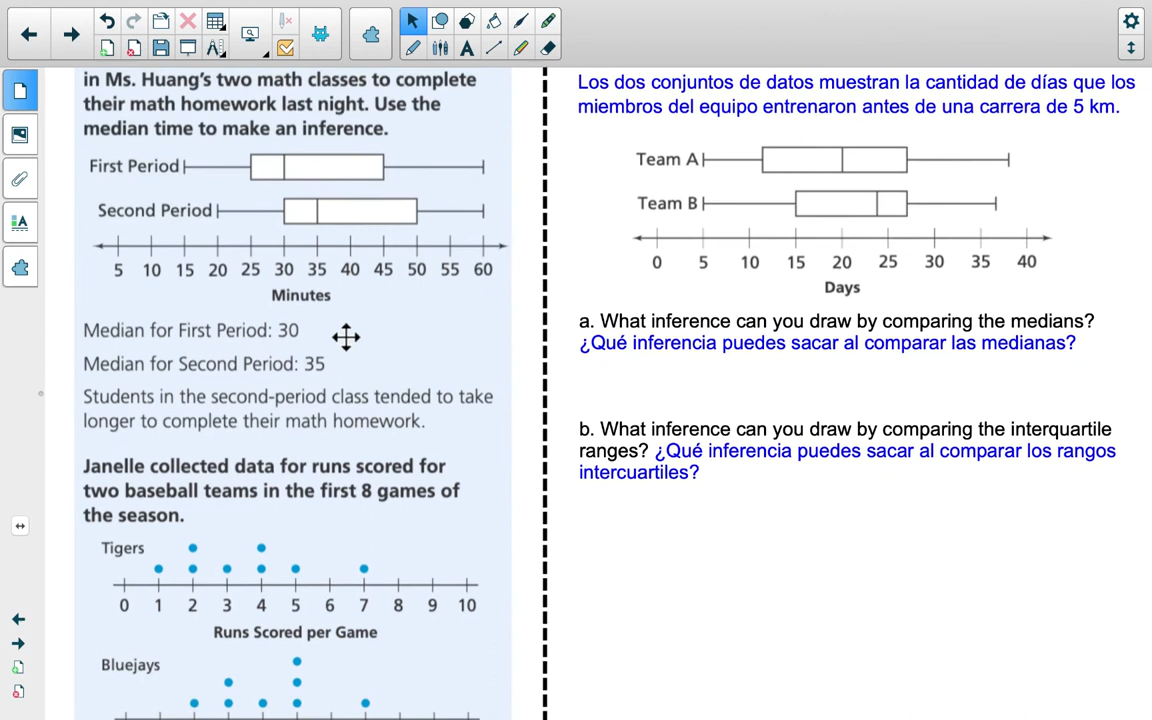 in Ms. Huang's two math classes to complete
their math homework last night. Use the
median time to make an inference.
First Period
Second Period
5 10 15 20 25 30 35 40 45 50 55 60
Minutes
Median for First Period: 30
Median for Second Period: 35
Students in the second-period class tended to take
longer to complete their math homework.
Janelle collected data for runs scored for
two baseball teams in the first 8 games of
the season.
Tigers
0 1 2 3 4 5 6 7 8 9 10
Runs Scored per Game
Bluejays
Los dos conjuntos de datos muestran la cantidad de días que los
miembros del equipo entrenaron antes de una carrera de 5 km.
Team A
Team B
0 5 10 15 20 25 30 35 40
Days
a. What inference can you draw by comparing the medians?
¿Qué inferencia puedes sacar al comparar las medianas?
b. What inference can you draw by comparing the interquartile
ranges? ¿Qué inferencia puedes sacar al comparar los rangos
intercuartiles?